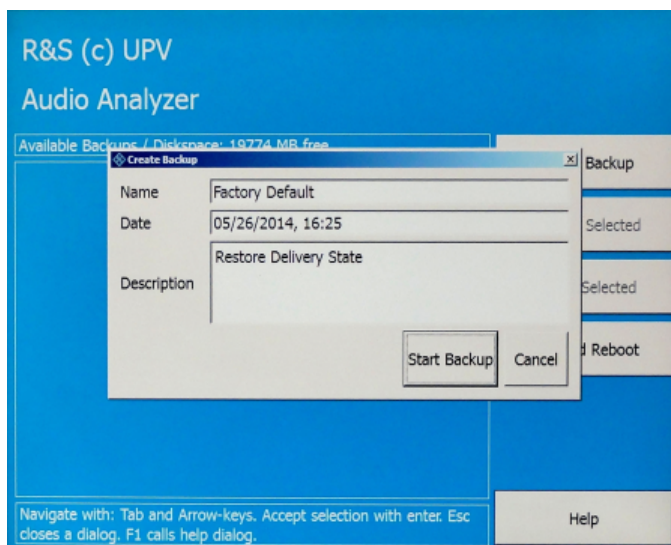 R&S (c) UPV
Audio Analyzer
Available Backups / Diskspace: 19774 MB free
Create Backup
Name
Factory Default
Date
05/26/2014, 16:25
Description
Restore Delivery State
Start Backup
Cancel
Backup
Selected
Selected
Reboot
Navigate with: Tab and Arrow-keys. Accept selection with enter. Esc
closes a dialog. F1 calls help dialog.
Help